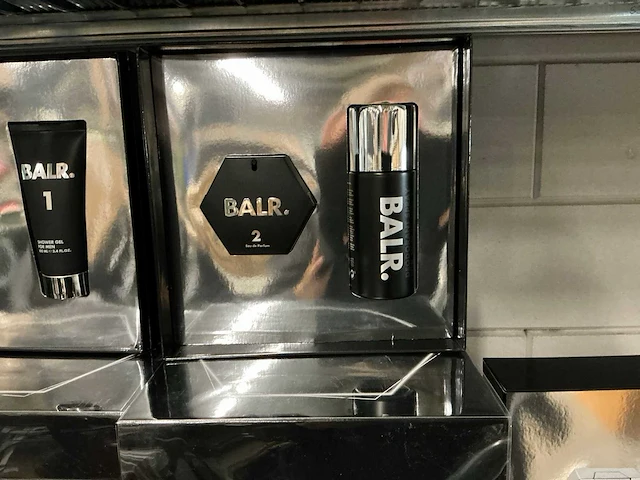 BALR.
1
SHOWER GEL
FOR MEN
BALR.
2
Eau de Parfum
BALR.